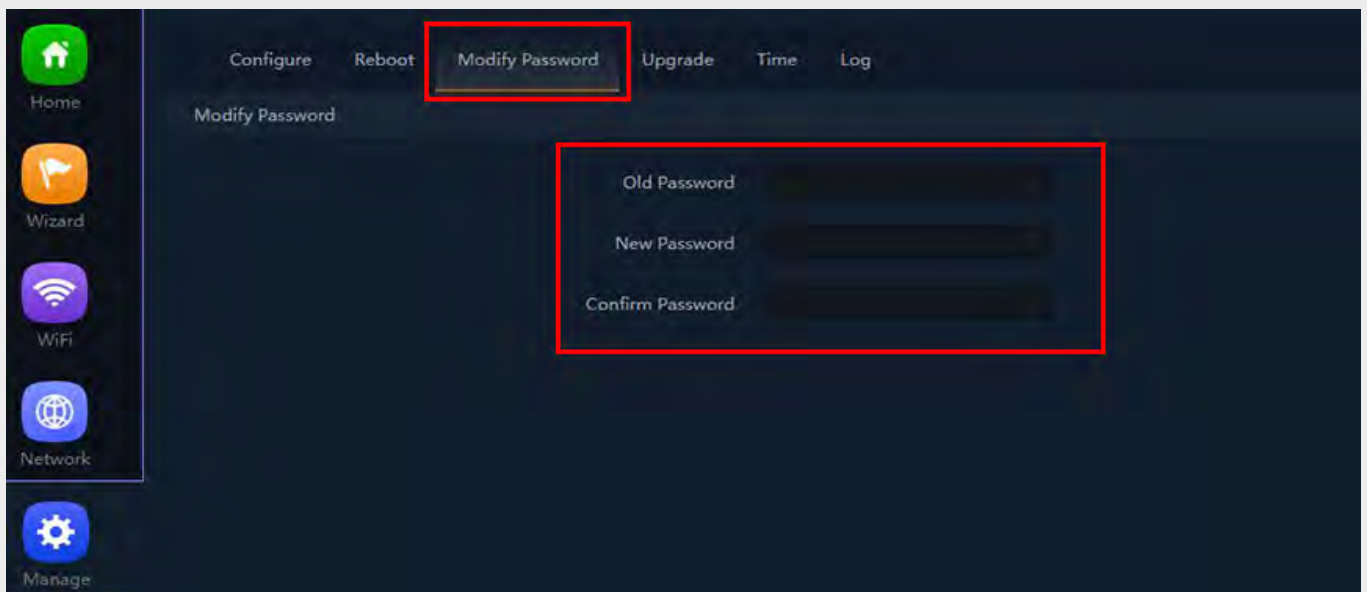 Configure Reboot Modify Password Upgrade Time Log
Home
Modify Password
Old Password
Wizard
New Password
Confirm Password
WiFi
Network
Manage